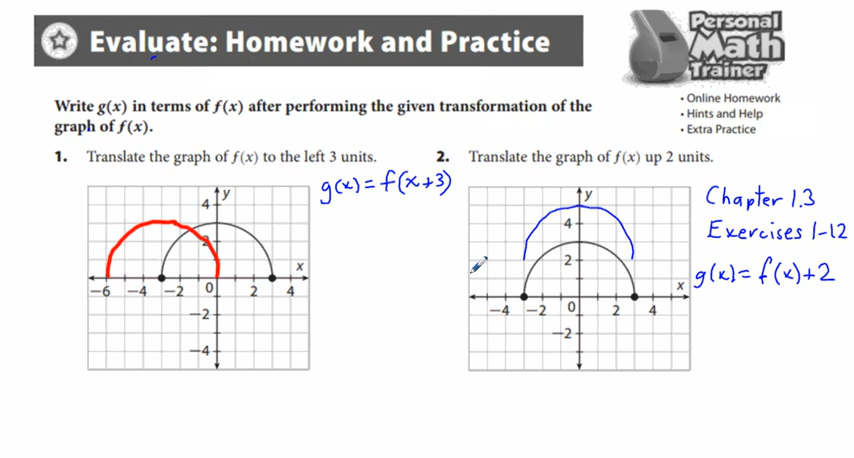 Evaluate: Homework and Practice
Personal
Math
Trainer
• Online Homework
• Hints and Help
• Extra Practice
Write g(x) in terms of f(x) after performing the given transformation of the
graph of f(x).
1. Translate the graph of f(x) to the left 3 units.
g(x) = f(x+3)
y
4
2
x
-6 -4 -2 0 2 4
-2
-4
2. Translate the graph of f(x) up 2 units.
y
4
2
x
-4 -2 0 2 4
-2
Chapter 1.3
Exercises 1-12
g(x) = f(x)+2